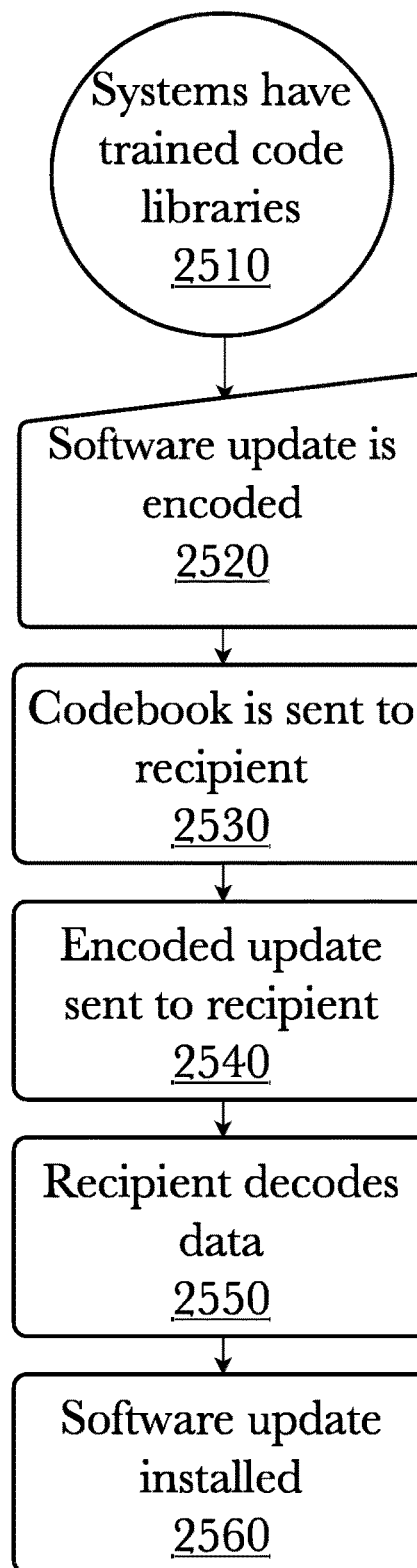 Systems have
trained code
libraries
2510
Software update is
encoded
2520
Codebook is sent to
recipient
2530
Encoded update
sent to recipient
2540
Recipient decodes
data
2550
Software update
installed
2560